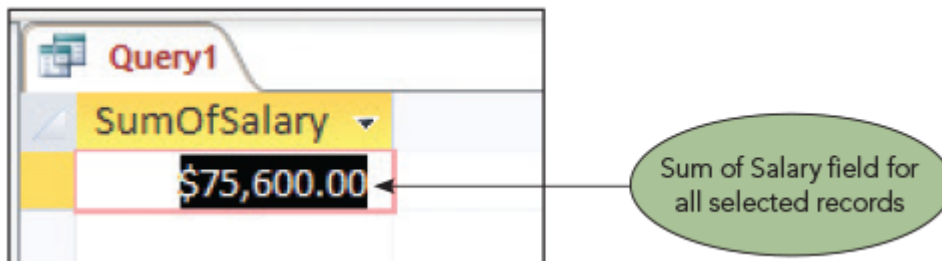 Query1
SumOfSalary
$75,600.00
Sum of Salary field for
all selected records